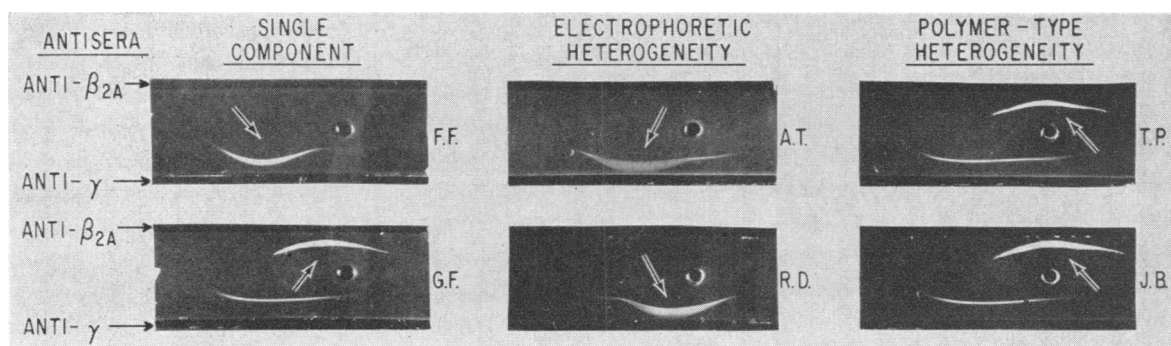 ANTISERA
SINGLE
COMPONENT
ELECTROPHORETIC
HETEROGENEITY
POLYMER-TYPE
HETEROGENEITY
ANTI-β2A
F.F.
A.T.
T.P.
ANTI-γ
ANTI-β2A
G.F.
R.D.
J.B.
ANTI-γ